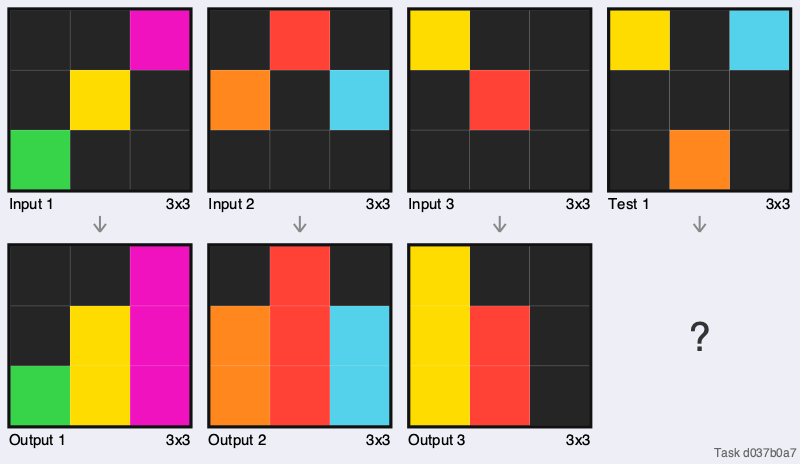 Input 1 3x3
Input 2 3x3
Input 3 3x3
Test 1 3x3
?
Output 1 3x3
Output 2 3x3
Output 3 3x3
Task d037b0a7